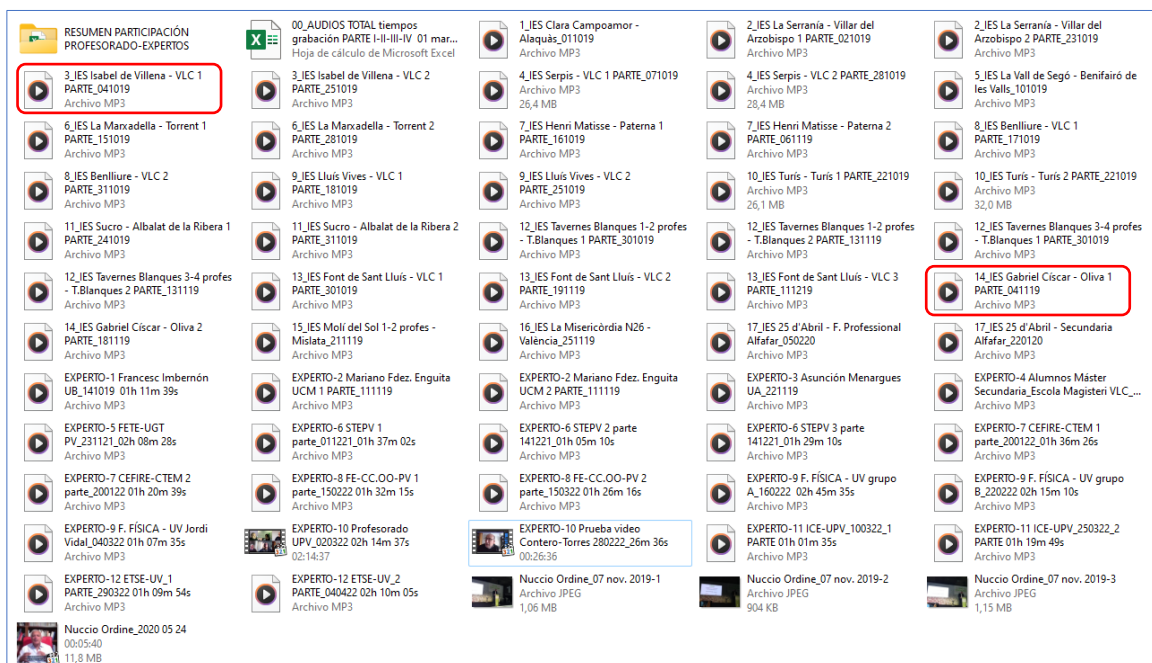 RESUMEN PARTICIPACIÓN
PROFESORADO-EXPERTOS
00_AUDIOS TOTAL tiempos
grabación PARTE I-II-III-IV 01 mar...
Hoja de cálculo de Microsoft Excel
1_IES Clara Campoamor -
Alaquàs_011019
Archivo MP3
2_IES La Serranía - Villar del
Arzobispo 1 PARTE_021019
Archivo MP3
2_IES La Serranía - Villar del
Arzobispo 2 PARTE_231019
Archivo MP3
3_IES Isabel de Villena - VLC 1
PARTE_041019
Archivo MP3
3_IES Isabel de Villena - VLC 2
PARTE_251019
Archivo MP3
4_IES Serpis - VLC 1 PARTE_071019
Archivo MP3
26,4 MB
4_IES Serpis - VLC 2 PARTE_281019
Archivo MP3
28,4 MB
5_IES La Vall de Segó - Benifairó de
les Valls_101019
Archivo MP3
6_IES La Marxadella - Torrent 1
PARTE_151019
Archivo MP3
6_IES La Marxadella - Torrent 2
PARTE_281019
Archivo MP3
7_IES Henri Matisse - Paterna 1
PARTE_161019
Archivo MP3
7_IES Henri Matisse - Paterna 2
PARTE_061119
Archivo MP3
8_IES Benlliure - VLC 1
PARTE_171019
Archivo MP3
8_IES Benlliure - VLC 2
PARTE_311019
Archivo MP3
9_IES Lluís Vives - VLC 1
PARTE_181019
Archivo MP3
9_IES Lluís Vives - VLC 2
PARTE_251019
Archivo MP3
10_IES Turís - Turís 1 PARTE_221019
Archivo MP3
26,1 MB
10_IES Turís - Turís 2 PARTE_221019
Archivo MP3
32,0 MB
11_IES Sucro - Albalat de la Ribera 1
PARTE_241019
Archivo MP3
11_IES Sucro - Albalat de la Ribera 2
PARTE_311019
Archivo MP3
12_IES Tavernes Blanques 1-2 profes
- T.Blanques 1 PARTE_301019
Archivo MP3
12_IES Tavernes Blanques 1-2 profes
- T.Blanques 2 PARTE_131119
Archivo MP3
12_IES Tavernes Blanques 3-4 profes
- T.Blanques 1 PARTE_301019
Archivo MP3
12_IES Tavernes Blanques 3-4 profes
- T.Blanques 2 PARTE_131119
Archivo MP3
13_IES Font de Sant Lluís - VLC 1
PARTE_301019
Archivo MP3
13_IES Font de Sant Lluís - VLC 2
PARTE_191119
Archivo MP3
13_IES Font de Sant Lluís - VLC 3
PARTE_111219
Archivo MP3
14_IES Gabriel Císcar - Oliva 1
PARTE_041119
Archivo MP3
14_IES Gabriel Císcar - Oliva 2
PARTE_181119
Archivo MP3
15_IES Molí del Sol 1-2 profes -
Mislata_211119
Archivo MP3
16_IES La Misericòrdia N26 -
València_251119
Archivo MP3
17_IES 25 d'Abril - F. Professional
Alfafar_050220
Archivo MP3
17_IES 25 d'Abril - Secundaria
Alfafar_220120
Archivo MP3
EXPERTO-1 Francesc Imbernón
UB_141019 01h 11m 39s
Archivo MP3
EXPERTO-2 Mariano Fdez. Enguita
UCM 1 PARTE_111119
Archivo MP3
EXPERTO-2 Mariano Fdez. Enguita
UCM 2 PARTE_111119
Archivo MP3
EXPERTO-3 Asunción Menargues
UA_221119
Archivo MP3
EXPERTO-4 Alumnos Máster
Secundaria_Escola Magisteri VLC_...
Archivo MP3
EXPERTO-5 FETE-UGT
PV_231121_02h 08m 28s
Archivo MP3
EXPERTO-6 STEPV 1
parte_011221_01h 37m 02s
Archivo MP3
EXPERTO-6 STEPV 2 parte
141221_01h 05m 10s
Archivo MP3
EXPERTO-6 STEPV 3 parte
141221_01h 29m 10s
Archivo MP3
EXPERTO-7 CEFIRE-CTEM 1
parte_200122_01h 36m 26s
Archivo MP3
EXPERTO-7 CEFIRE-CTEM 2
parte_200122 01h 20m 39s
Archivo MP3
EXPERTO-8 FE-CC.OO-PV 1
parte_150222 01h 32m 15s
Archivo MP3
EXPERTO-8 FE-CC.OO-PV 2
parte_150322 01h 26m 16s
Archivo MP3
EXPERTO-9 F. FÍSICA - UV grupo
A_160222 02h 45m 35s
Archivo MP3
EXPERTO-9 F. FÍSICA - UV grupo
B_220222 02h 15m 10s
Archivo MP3
EXPERTO-9 F. FÍSICA - UV Jordi
Vidal_040322 01h 07m 35s
Archivo MP3
EXPERTO-10 Profesorado
UPV_020322 02h 14m 37s
02:14:37
EXPERTO-10 Prueba video
Contero-Torres 280222_26m 36s
00:26:36
EXPERTO-11 ICE-UPV_100322_1
PARTE 01h 01m 35s
Archivo MP3
EXPERTO-11 ICE-UPV_250322_2
PARTE 01h 19m 49s
Archivo MP3
EXPERTO-12 ETSE-UV_1
PARTE_290322 01h 09m 54s
Archivo MP3
EXPERTO-12 ETSE-UV_2
PARTE_040422 02h 10m 05s
Archivo MP3
Nuccio Ordine_07 nov. 2019-1
Archivo JPEG
1,06 MB
Nuccio Ordine_07 nov. 2019-2
Archivo JPEG
904 KB
Nuccio Ordine_07 nov. 2019-3
Archivo JPEG
1,15 MB
Nuccio Ordine_2020 05 24
00:05:40
11,8 MB